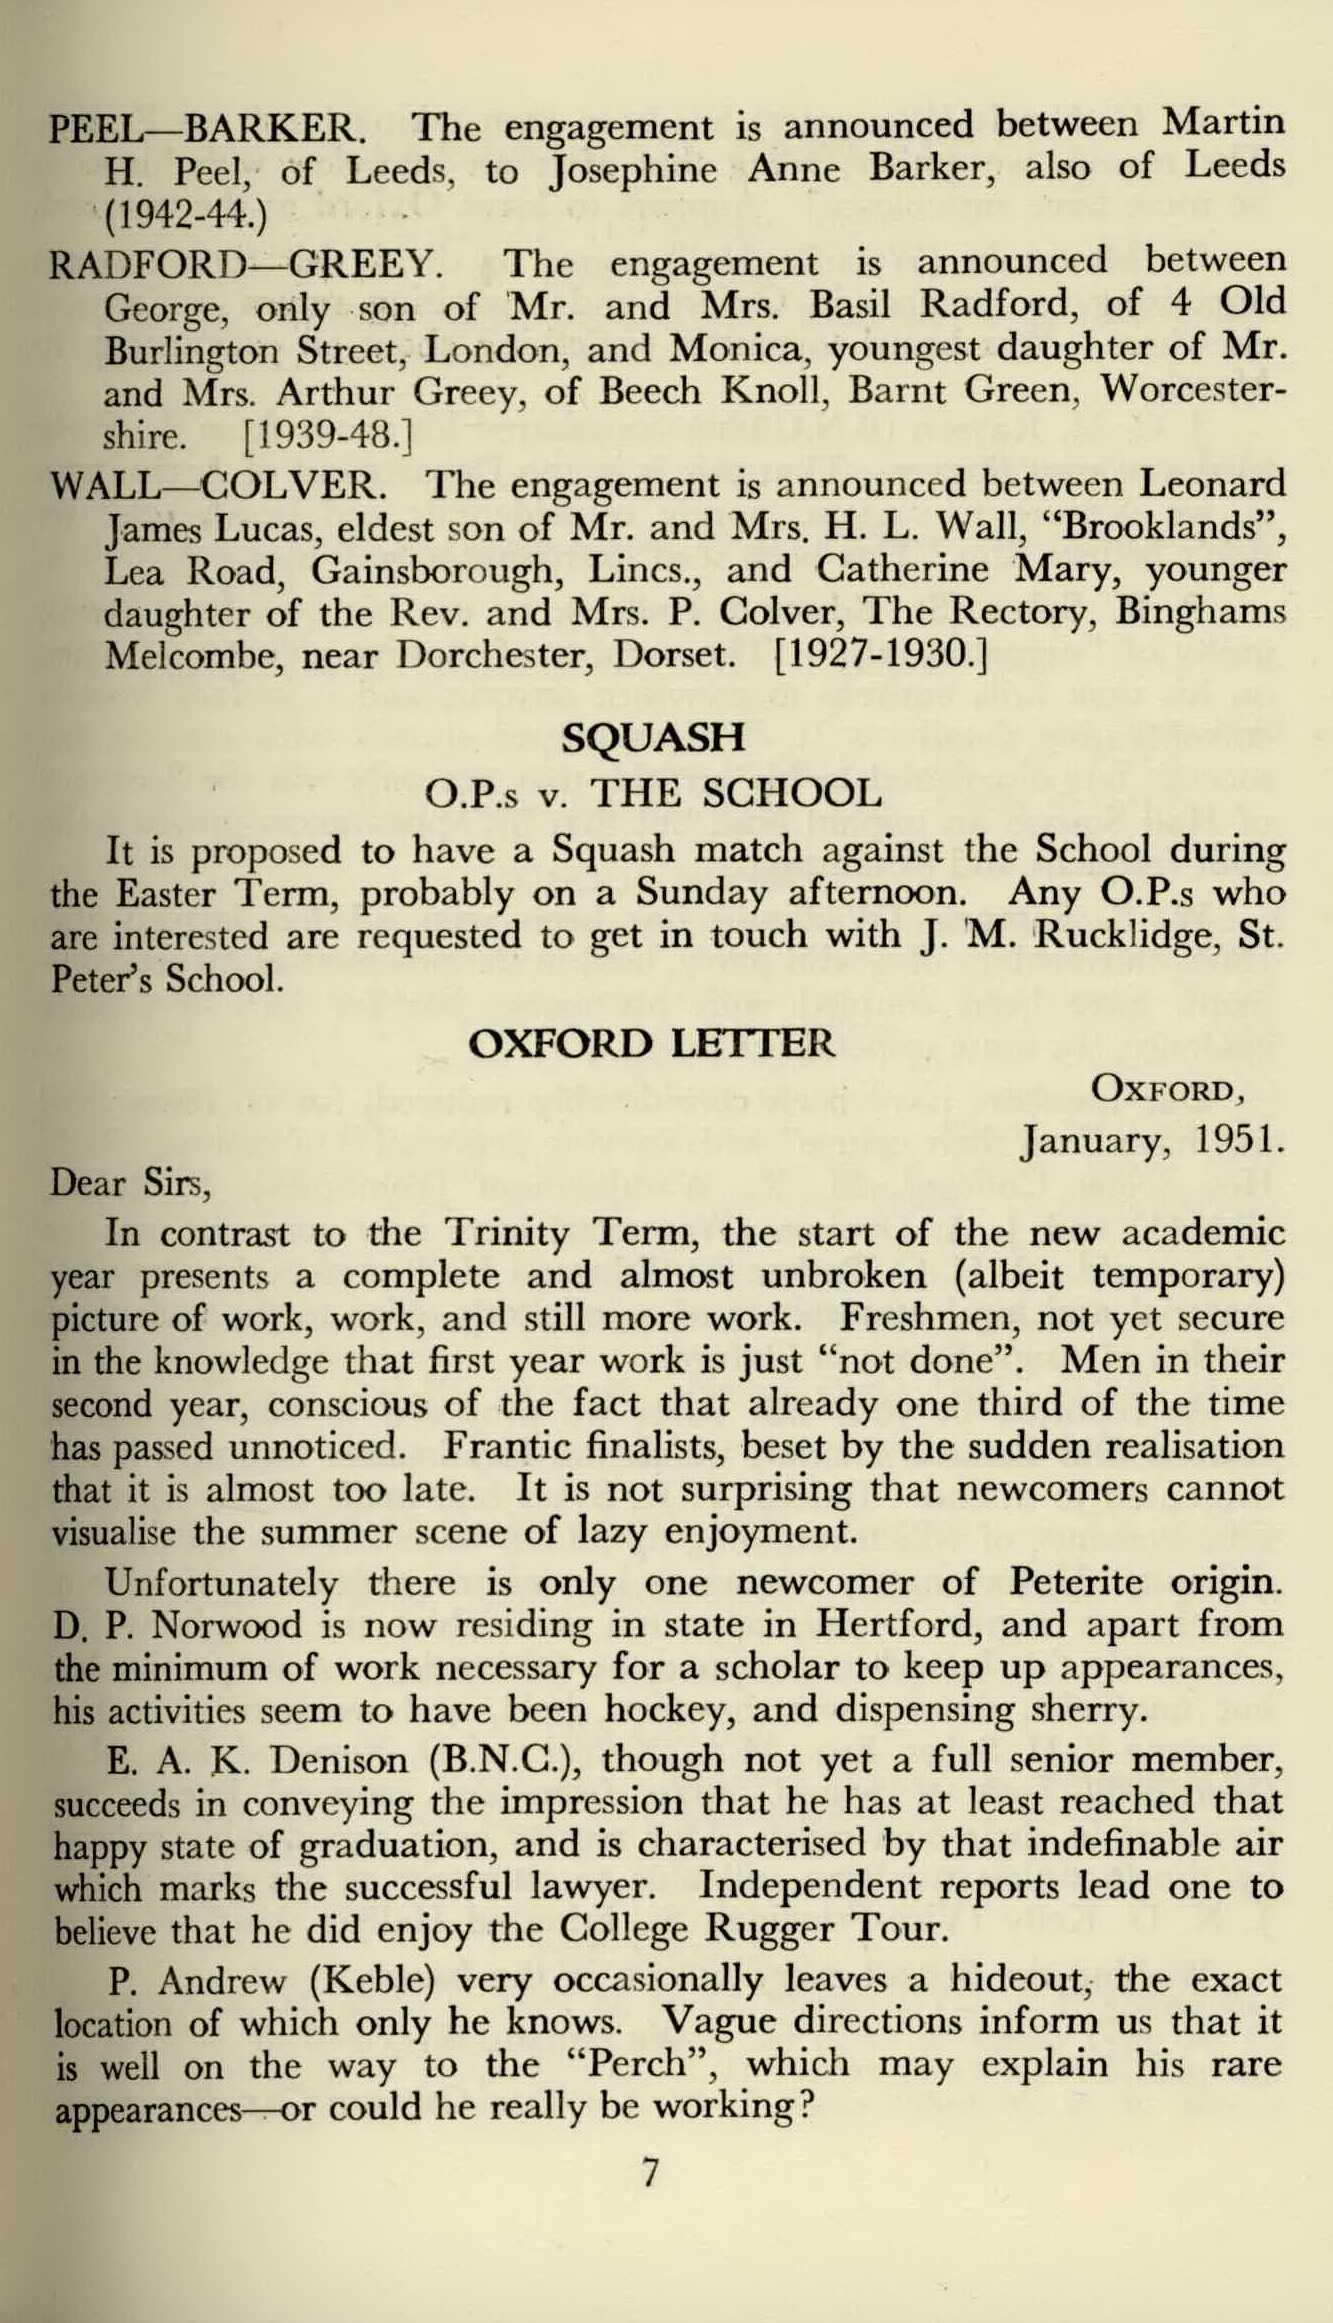 PEEL—BARKER. The engagement is announced between Martin
H. Peel, of Leeds, to Josephine Anne Barker, also of Leeds
(1942-44.)
RADFORD—GREEY. The engagement is announced between
George, only son of Mr. and Mrs. Basil Radford, of 4 Old
Burlington Street, London, and Monica, youngest daughter of Mr.
and Mrs. Arthur Greey, of Beech Knoll, Barnt Green, Worcester-
shire. [1939-48.]
WALL—COLVER. The engagement is announced between Leonard
James Lucas, eldest son of Mr. and Mrs. H. L. Wall, “Brooklands”,
Lea Road, Gainsborough, Lincs., and Catherine Mary, younger
daughter of the Rev. and Mrs. P. Colver, The Rectory, Binghams
Melcombe, near Dorchester, Dorset. [1927-1930.]
SQUASH
O.P.s v. THE SCHOOL
It is proposed to have a Squash match against the School during
the Easter Term, probably on a Sunday afternoon. Any O.P.s who
are interested are requested to get in touch with J. M. Rucklidge, St.
Peter’s School.
OXFORD LETTER
OXFORD,
January, 1951.
Dear Sirs,
In contrast to the Trinity Term, the start of the new academic
year presents a complete and almost unbroken (albeit temporary)
picture of work, work, and still more work. Freshmen, not yet secure
in the knowledge that first year work is just “not done”. Men in their
second year, conscious of the fact that already one third of the time
has passed unnoticed. Frantic finalists, beset by the sudden realisation
that it is almost too late. It is not surprising that newcomers cannot
visualise the summer scene of lazy enjoyment.
Unfortunately there is only one newcomer of Peterite origin.
D. P. Norwood is now residing in state in Hertford, and apart from
the minimum of work necessary for a scholar to keep up appearances,
his activities seem to have been hockey, and dispensing sherry.
E. A. K. Denison (B.N.C.), though not yet a full senior member,
succeeds in conveying the impression that he has at least reached that
happy state of graduation, and is characterised by that indefinable air
which marks the successful lawyer. Independent reports lead one to
believe that he did enjoy the College Rugger Tour.
P. Andrew (Keble) very occasionally leaves a hideout, the exact
location of which only he knows. Vague directions inform us that it
is well on the way to the “Perch”, which may explain his rare
appearances—or could he really be working?
7